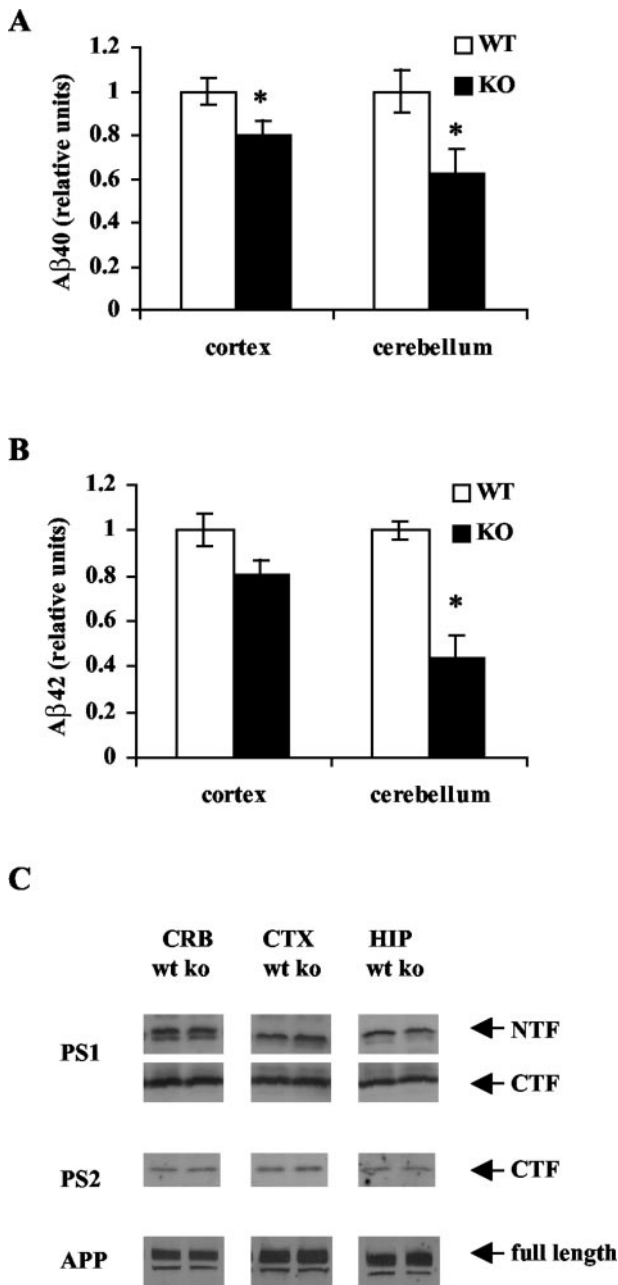 A
Aβ40 (relative units)
1.2
1
0.8
0.6
0.4
0.2
0
WT
KO
*
*
cortex
cerebellum
B
Aβ42 (relative units)
1.2
1
0.8
0.6
0.4
0.2
0
WT
KO
*
cortex
cerebellum
C
CRB CTX HIP
wt ko wt ko wt ko
PS1
NTF
CTF
PS2
CTF
APP
full length